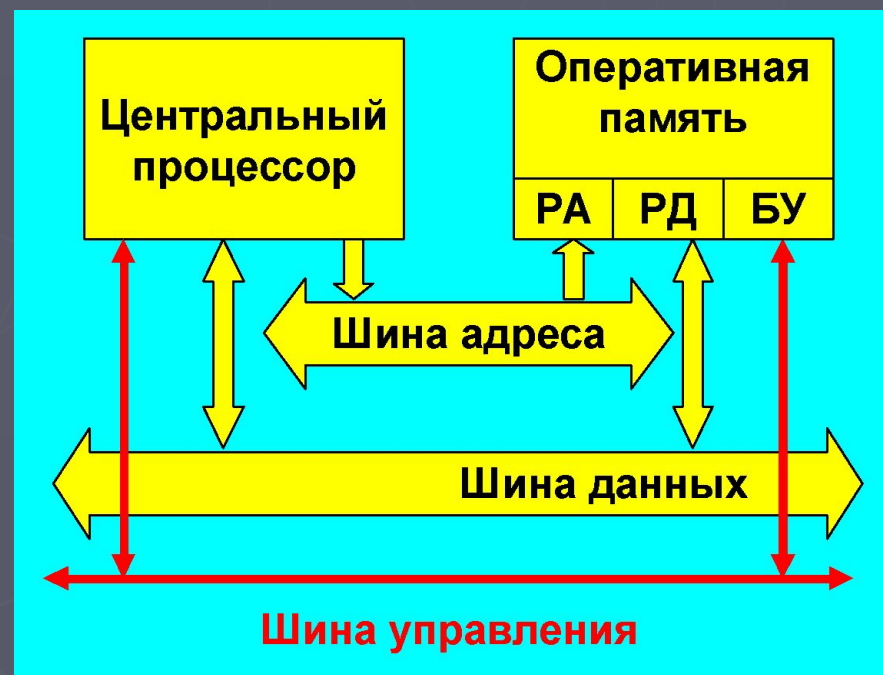 Центральный
процессор
Оперативная
память
РА РД БУ
Шина адреса
Шина данных
Шина управления